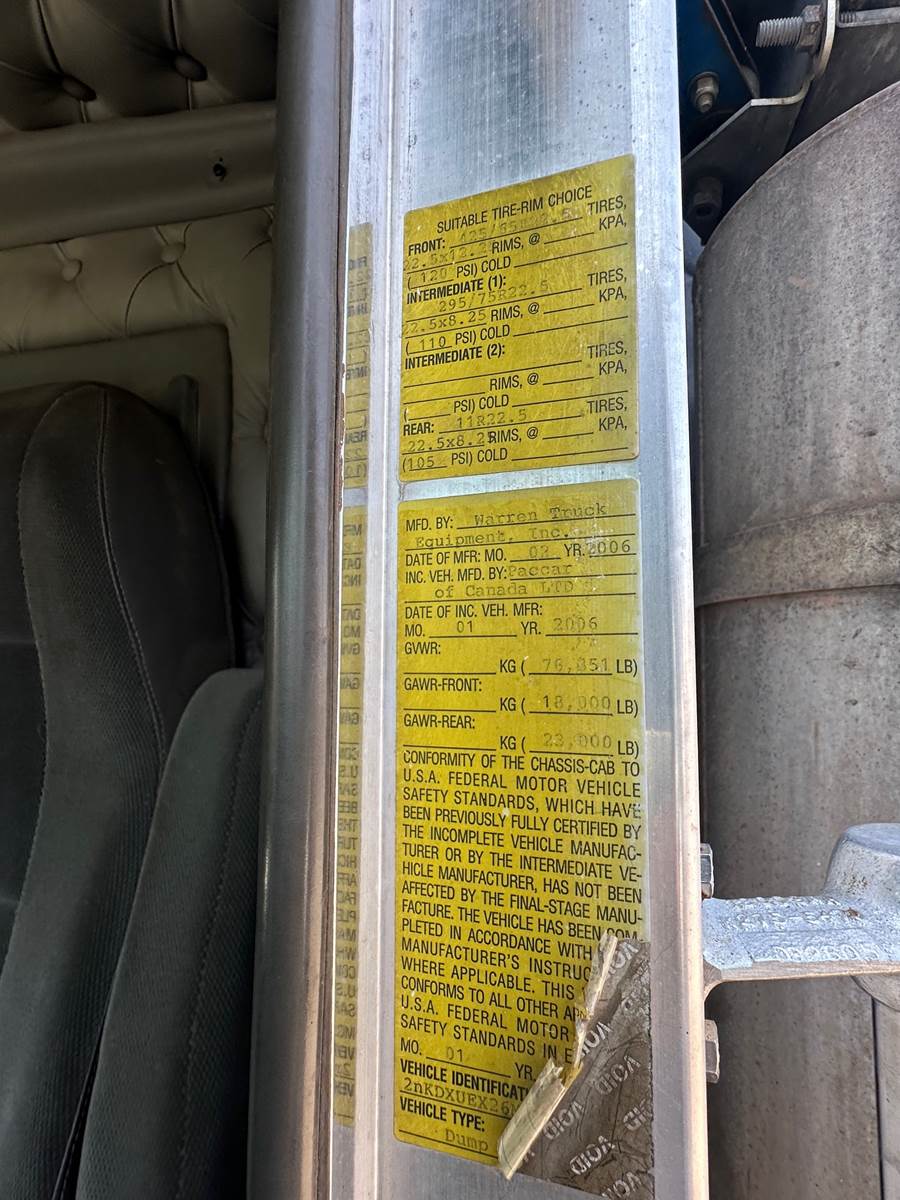 SUITABLE TIRE-RIM CHOICE
FRONT: 425/65R22.5 TIRES,
22.5x12.2 RIMS, @ KPA,
( 120 PSI) COLD
INTERMEDIATE (1):
295/75R22.5 TIRES,
22.5x8.25 RIMS, @ KPA,
( 110 PSI) COLD
INTERMEDIATE (2):
TIRES,
RIMS, @ KPA,
( PSI) COLD
REAR: 11R22.5 TIRES,
22.5x8.25 RIMS, @ KPA,
(105 PSI) COLD
MFD. BY: Warren Truck
Equipment, Inc.
DATE OF MFR: MO. 02 YR. 2006
INC. VEH. MFD. BY: Paccar
of Canada LTD
DATE OF INC. VEH. MFR:
MO. 01 YR. 2006
GVWR:
KG ( LB)
GAWR-FRONT:
KG ( 18,000 LB)
GAWR-REAR:
KG ( 23,000 LB)
CONFORMITY OF THE CHASSIS-CAB TO
U.S.A. FEDERAL MOTOR VEHICLE
SAFETY STANDARDS, WHICH HAVE
BEEN PREVIOUSLY FULLY CERTIFIED BY
THE INCOMPLETE VEHICLE MANUFAC-
TURER OR BY THE INTERMEDIATE VE-
HICLE MANUFACTURER, HAS NOT BEEN
AFFECTED BY THE FINAL-STAGE MANU-
FACTURE. THE VEHICLE HAS BEEN COM-
PLETED IN ACCORDANCE WITH
MANUFACTURER'S INSTRUC
WHERE APPLICABLE. THIS
CONFORMS TO ALL OTHER AP
U.S.A. FEDERAL MOTOR
SAFETY STANDARDS IN E
MO. 01 YR.
VEHICLE IDENTIFICAT
2nKDXUEX26
VEHICLE TYPE:
Dump
VOID VOID VOID
VOID VOID